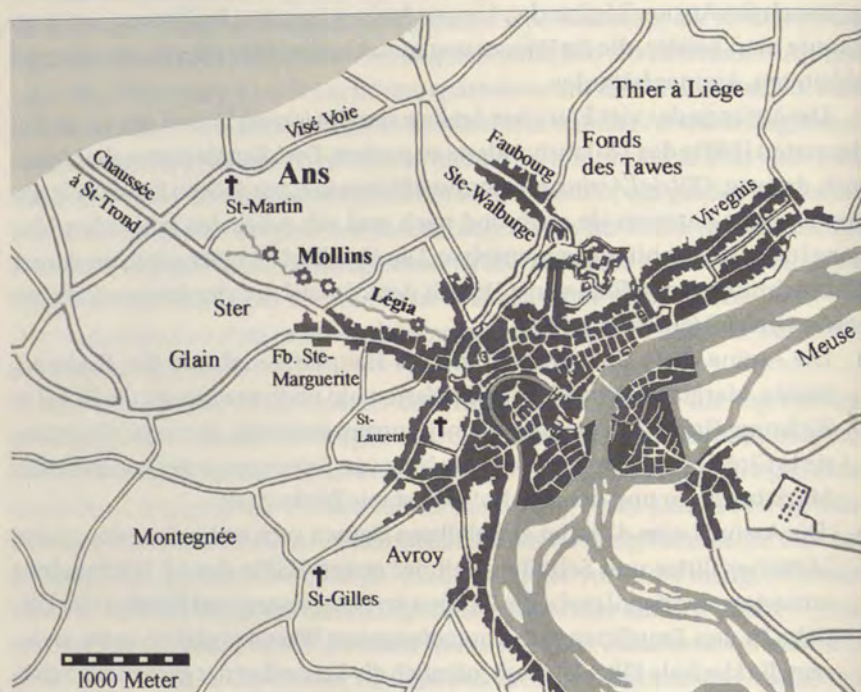 Thier à Liège
Visé Voie
Faubourg
Ste-Walburge
Fonds
des Tawes
Chaussée
à St-Trond
Ans
St-Martin
Vivegnis
Mollins
Légia
Ster
Meuse
Glain
Fb. Ste-
Marguerite
St-
Laurent
Montegnée
Avroy
St-Gilles
1000 Meter